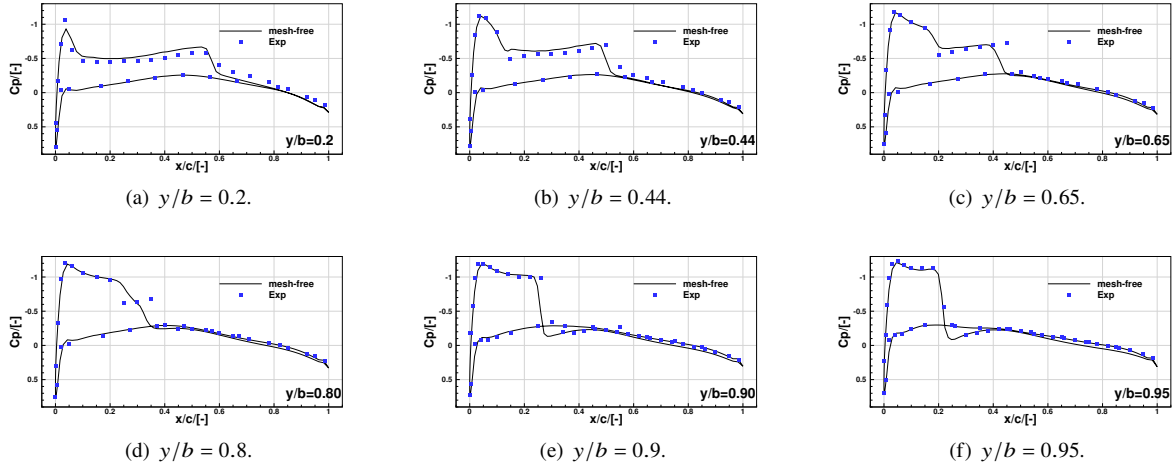 -1
-0.5
0
0.5
Cp/[-]
mesh-free
Exp
y/b=0.2
0 0.2 0.4 0.6 0.8 1
x/c/[-]
(a) y/b = 0.2.
-1
-0.5
0
0.5
Cp/[-]
mesh-free
Exp
y/b=0.44
0 0.2 0.4 0.6 0.8 1
x/c/[-]
(b) y/b = 0.44.
-1
-0.5
0
0.5
Cp/[-]
mesh-free
Exp
y/b=0.65
0 0.2 0.4 0.6 0.8 1
x/c/[-]
(c) y/b = 0.65.
-1
-0.5
0
0.5
Cp/[-]
mesh-free
Exp
y/b=0.80
0 0.2 0.4 0.6 0.8 1
x/c/[-]
(d) y/b = 0.8.
-1
-0.5
0
0.5
Cp/[-]
mesh-free
Exp
y/b=0.90
0 0.2 0.4 0.6 0.8 1
x/c/[-]
(e) y/b = 0.9.
-1
-0.5
0
0.5
Cp/[-]
mesh-free
Exp
y/b=0.95
0 0.2 0.4 0.6 0.8 1
x/c/[-]
(f) y/b = 0.95.